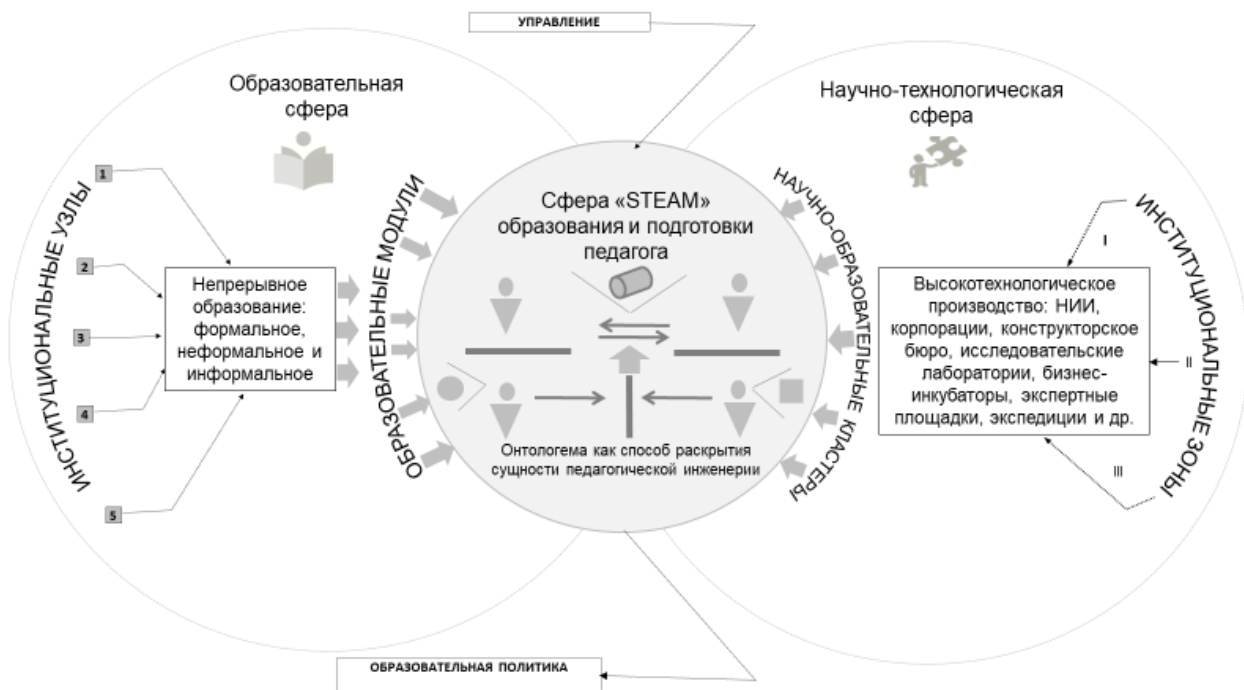 УПРАВЛЕНИЕ
Образовательная
сфера
Научно-технологическая
сфера
ИНСТИТУЦИОНАЛЬНЫЕ УЗЛЫ
1
2
3
4
5
Непрерывное
образование:
формальное,
неформальное и
информальное
ОБРАЗОВАТЕЛЬНЫЕ МОДУЛИ
Сфера «STEAM»
образования и подготовки
педагога
Онтологема как способ раскрытия
сущности педагогической инженерии
НАУЧНО-ОБРАЗОВАТЕЛЬНЫЕ КЛАСТЕРЫ
I
II
III
Высокотехнологическое
производство: НИИ,
корпорации, конструкторское
бюро, исследовательские
лаборатории, бизнес-
инкубаторы, экспертные
площадки, экспедиции и др.
ИНСТИТУЦИОНАЛЬНЫЕ ЗОНЫ
ОБРАЗОВАТЕЛЬНАЯ ПОЛИТИКА